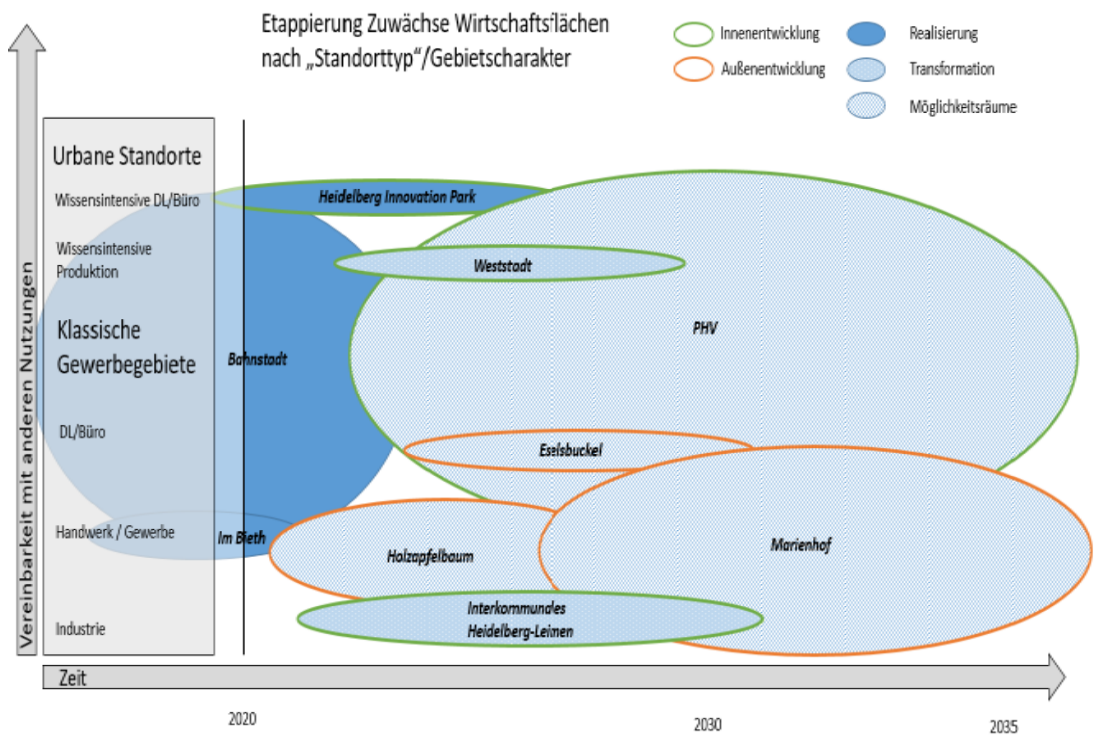 Etappierung Zuwächse Wirtschaftsflächen
nach „Standorttyp“/Gebietscharakter
Innenentwicklung
Außenentwicklung
Realisierung
Transformation
Möglichkeitsräume
Vereinbarkeit mit anderen Nutzungen
Urbane Standorte
Wissensintensive DL/Büro
Wissensintensive
Produktion
Klassische
Gewerbegebiete
DL/Büro
Handwerk / Gewerbe
Industrie
Heidelberg Innovation Park
Weststadt
PHV
Bahnstadt
Eselsbuckel
Im Bieth
Holzapfelbaum
Marienhof
Interkommunales
Heidelberg-Leimen
Zeit
2020
2030
2035